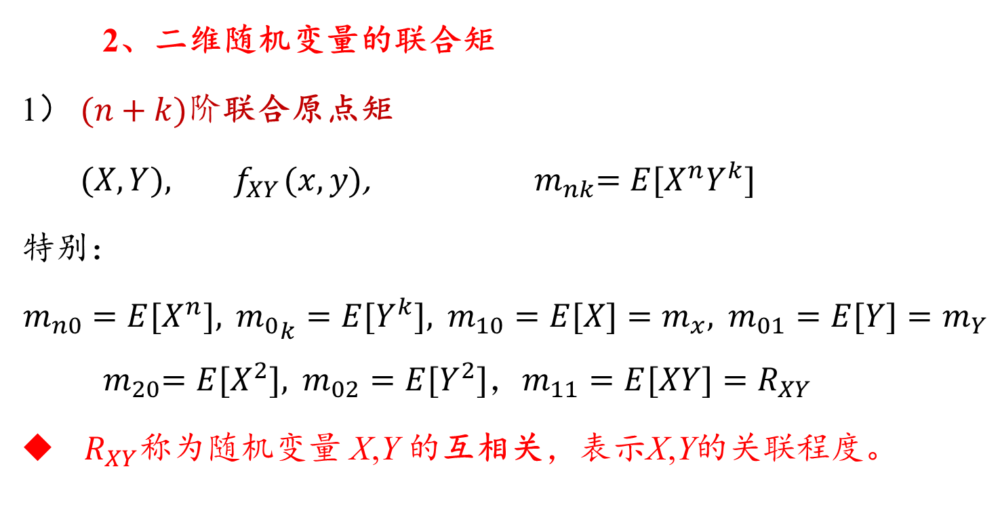 2、二维随机变量的联合矩
1） (n + k)阶联合原点矩
(X, Y), f_{XY}(x, y), m_{nk} = E[X^n Y^k]
特别：
m_{n0} = E[X^n], m_{0_k} = E[Y^k], m_{10} = E[X] = m_x, m_{01} = E[Y] = m_Y
m_{20} = E[X^2], m_{02} = E[Y^2]， m_{11} = E[XY] = R_{XY}
◆ R_{XY}称为随机变量 X,Y 的互相关，表示X,Y的关联程度。